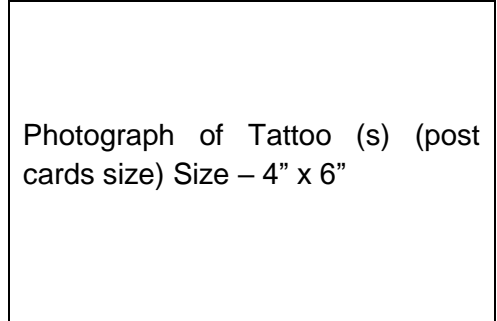 Photograph of Tattoo (s) (post
cards size) Size – 4” x 6”